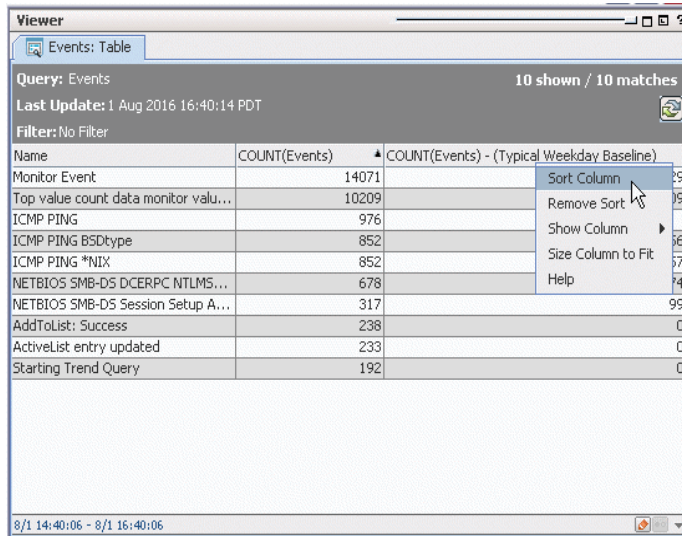 Viewer
Events: Table
Query: Events 10 shown / 10 matches
Last Update: 1 Aug 2016 16:40:14 PDT
Filter: No Filter
Name COUNT(Events) COUNT(Events) - (Typical Weekday Baseline)
Monitor Event 14071
Top value count data monitor valu... 10209
ICMP PING 976
ICMP PING BSDtype 852
ICMP PING *NIX 852
NETBIOS SMB-DS DCERPC NTLMS... 678
NETBIOS SMB-DS Session Setup A... 317 99
AddToList: Success 238 0
ActiveList entry updated 233 0
Starting Trend Query 192 0
Sort Column
Remove Sort
Show Column
Size Column to Fit
Help
8/1 14:40:06 - 8/1 16:40:06